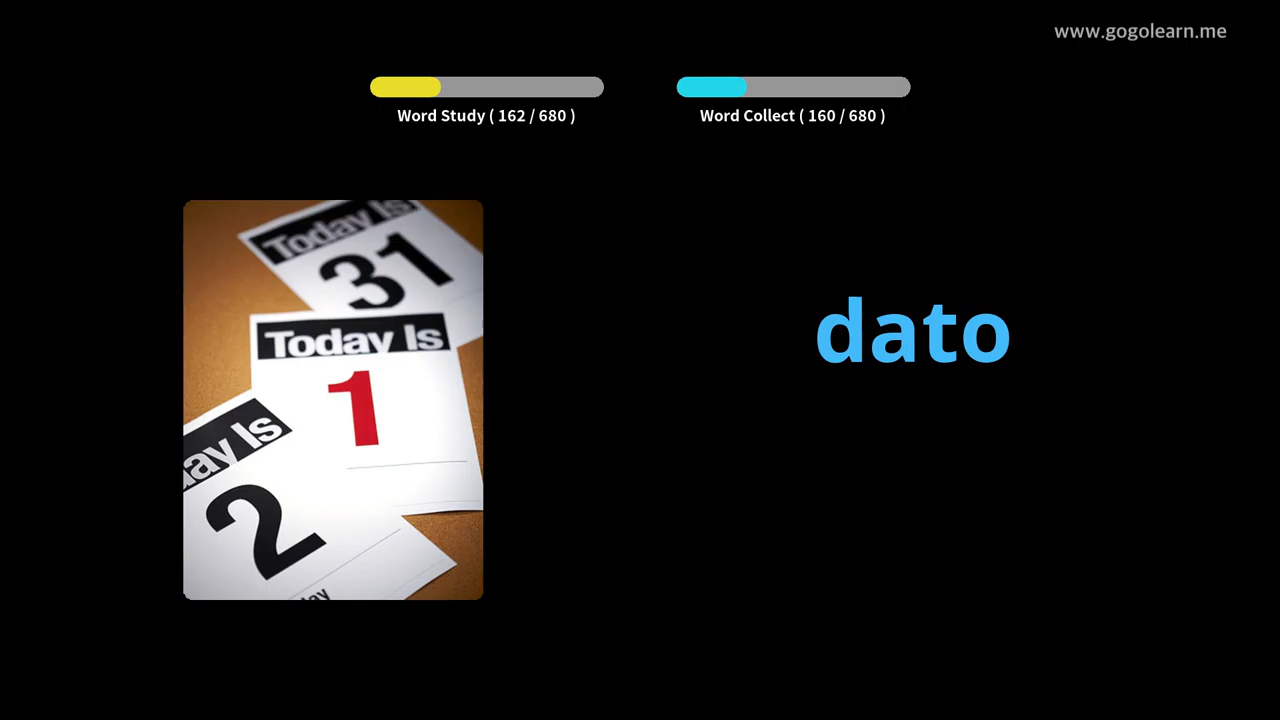 www.gogolearn.me
Word Study ( 162 / 680 )
Word Collect ( 160 / 680 )
Today Is
31
Today Is
1
dato
ay Is
2
ay